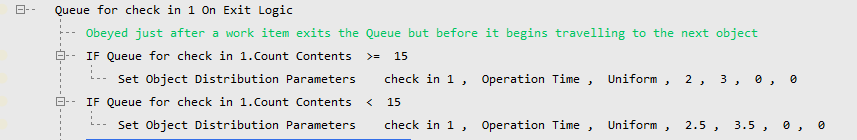 Queue for check in 1 On Exit Logic
Obeyed just after a work item exits the Queue but before it begins travelling to the next object
IF Queue for check in 1.Count Contents >= 15
Set Object Distribution Parameters check in 1 , Operation Time , Uniform , 2 , 3 , 0 , 0
IF Queue for check in 1.Count Contents < 15
Set Object Distribution Parameters check in 1 , Operation Time , Uniform , 2.5 , 3.5 , 0 , 0